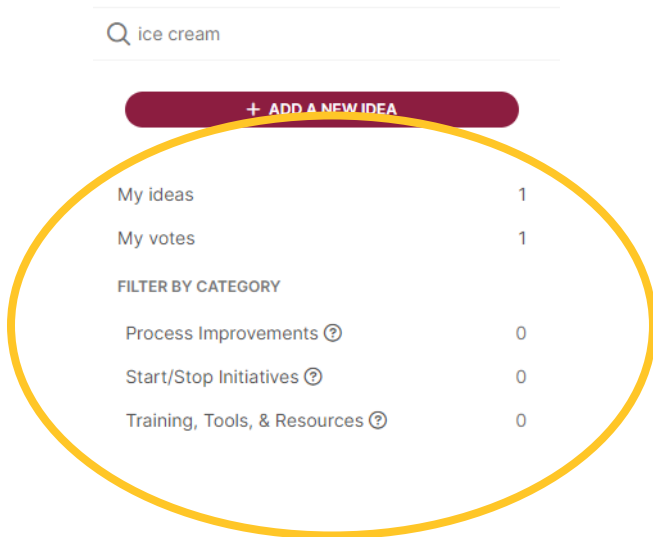 ice cream
+ ADD A NEW IDEA
My ideas 1
My votes 1
FILTER BY CATEGORY
Process Improvements ? 0
Start/Stop Initiatives ? 0
Training, Tools, & Resources ? 0